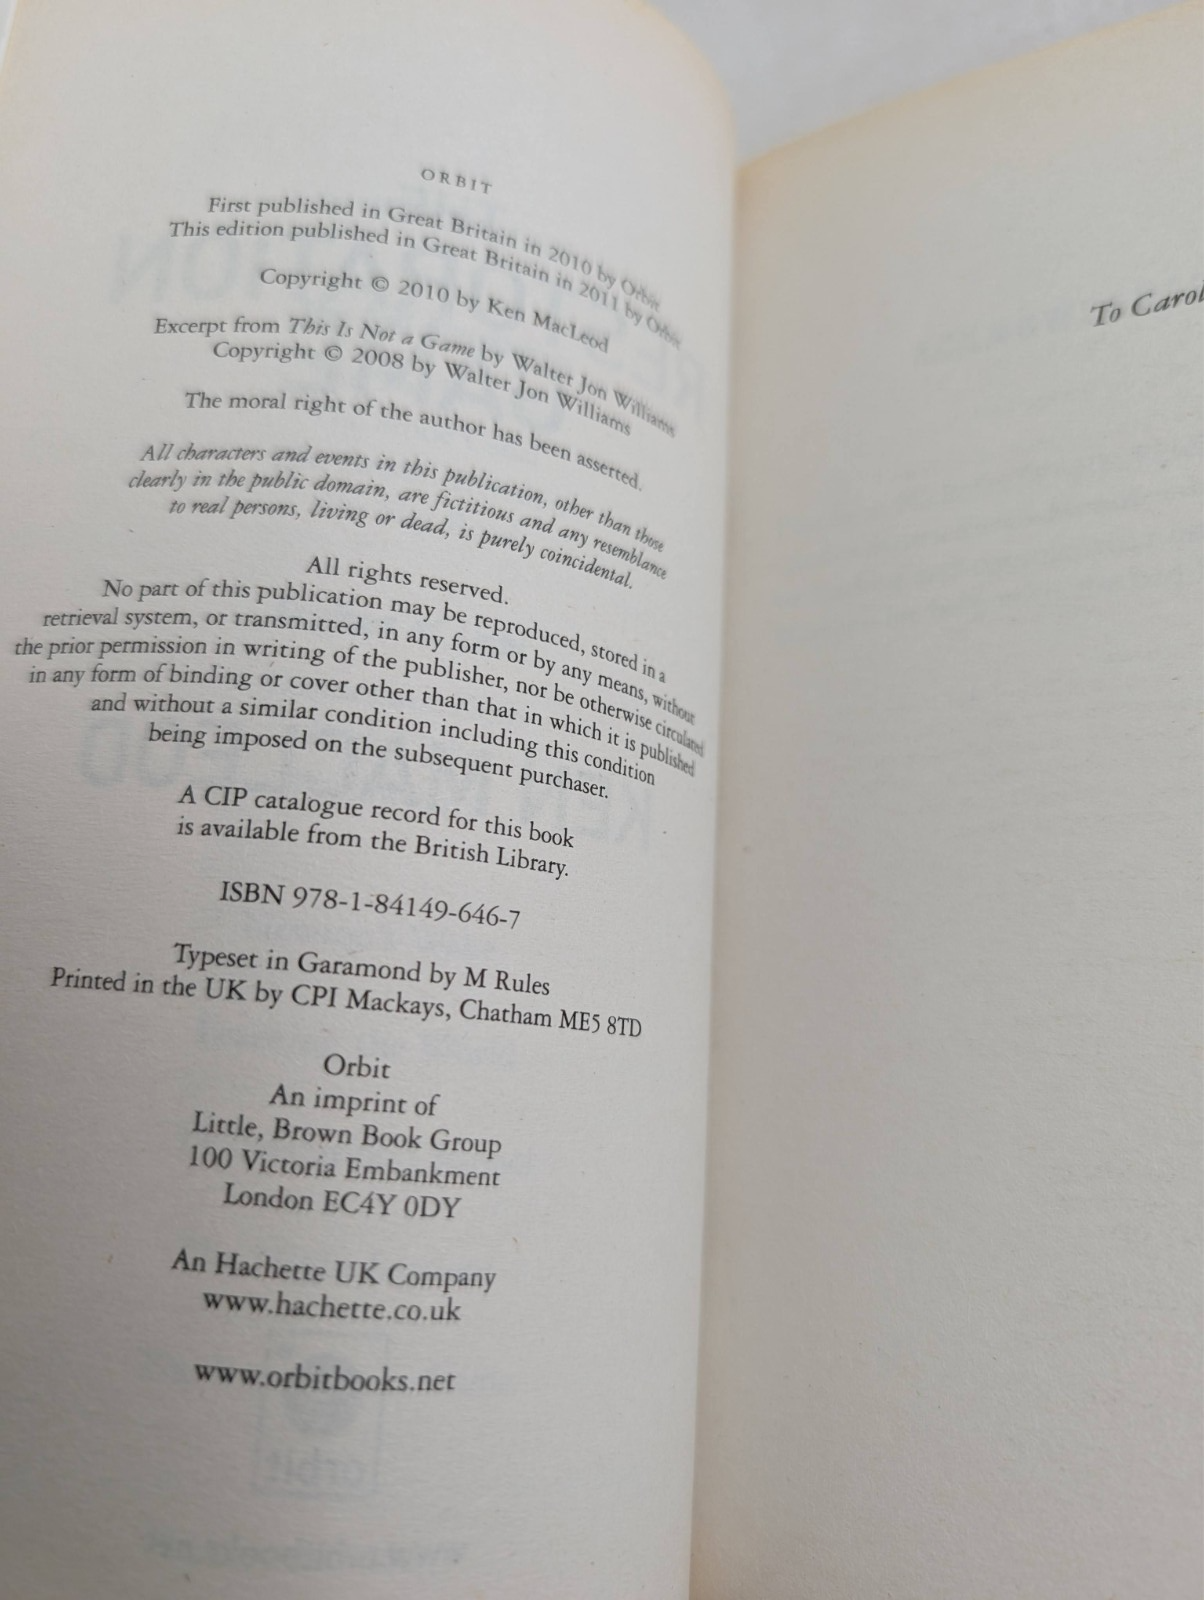 ORBIT
First published in Great Britain in 2010 by Orbit
This edition published in Great Britain in 2011 by Orbit
Copyright © 2010 by Ken MacLeod
Excerpt from This Is Not a Game by Walter Jon Williams
Copyright © 2008 by Walter Jon Williams
The moral right of the author has been asserted.
All characters and events in this publication, other than those
clearly in the public domain, are fictitious and any resemblance
to real persons, living or dead, is purely coincidental.
All rights reserved.
No part of this publication may be reproduced, stored in a
retrieval system, or transmitted, in any form or by any means, without
the prior permission in writing of the publisher, nor be otherwise circulated
in any form of binding or cover other than that in which it is published
and without a similar condition including this condition
being imposed on the subsequent purchaser.
A CIP catalogue record for this book
is available from the British Library.
ISBN 978-1-84149-646-7
Typeset in Garamond by M Rules
Printed in the UK by CPI Mackays, Chatham ME5 8TD
Orbit
An imprint of
Little, Brown Book Group
100 Victoria Embankment
London EC4Y 0DY
An Hachette UK Company
www.hachette.co.uk
www.orbitbooks.net
To Carol